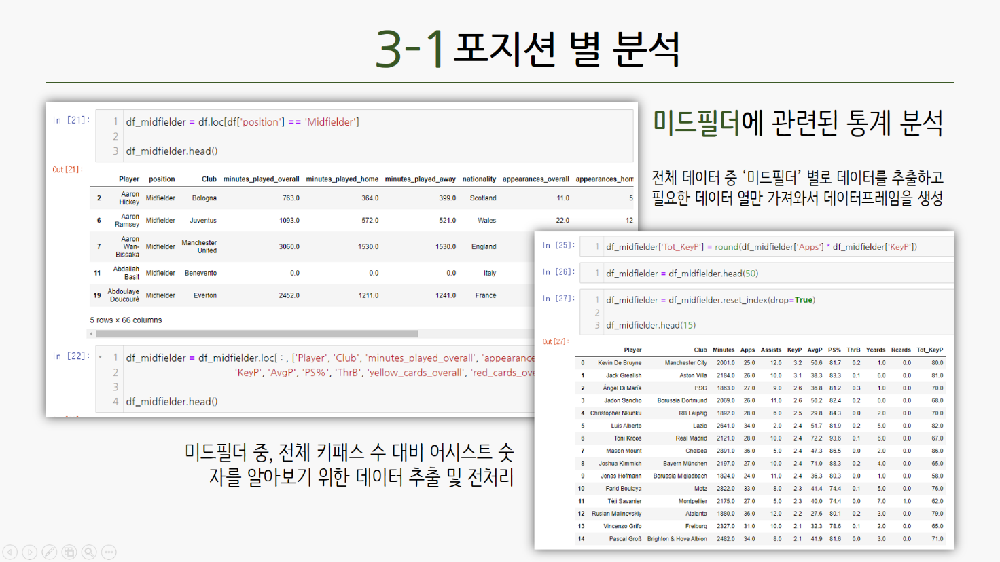 3-1 포지션 별 분석
In [21]:
1 df_midfielder = df.loc[df['position'] == 'Midfielder']
2
3 df_midfielder.head()
Out [21]:
Player position Club minutes_played_overall minutes_played_home minutes_played_away nationality appearances_overall appearances_hom
2 Aaron Hickey Midfielder Bologna 763.0 364.0 399.0 Scotland 11.0 5
6 Aaron Ramsey Midfielder Juventus 1093.0 572.0 521.0 Wales 22.0 12
7 Aaron Wan-Bissaka Midfielder Manchester United 3060.0 1530.0 1530.0 England
11 Abdallah Basit Midfielder Benevento 0.0 0.0 0.0 Italy
19 Abdoulaye Doucouré Midfielder Everton 2452.0 1211.0 1241.0 France
5 rows × 66 columns
In [22]:
1 df_midfielder = df_midfielder.loc[ : , ['Player', 'Club', 'minutes_played_overall', 'appearance
2 'KeyP', 'AvgP', 'PS%', 'ThrB', 'yellow_cards_overall', 'red_cards_ov
3
4 df_midfielder.head()
미드필더에 관련된 통계 분석
전체 데이터 중 ‘미드필더’ 별로 데이터를 추출하고
필요한 데이터 열만 가져와서 데이터프레임을 생성
In [25]:
1 df_midfielder['Tot_KeyP'] = round(df_midfielder['Apps'] * df_midfielder['KeyP'])
In [26]:
1 df_midfielder = df_midfielder.head(50)
In [27]:
1 df_midfielder = df_midfielder.reset_index(drop=True)
2
3 df_midfielder.head(15)
Out [27]:
Player Club Minutes Apps Assists KeyP AvgP PS% ThrB Ycards Rcards Tot_KeyP
0 Kevin De Bruyne Manchester City 2001.0 25.0 12.0 3.2 50.6 81.7 0.2 1.0 0.0 80.0
1 Jack Grealish Aston Villa 2184.0 26.0 10.0 3.1 38.3 83.3 0.1 6.0 0.0 81.0
2 Ángel Di María PSG 1863.0 27.0 9.0 2.6 36.8 81.2 0.3 1.0 0.0 70.0
3 Jadon Sancho Borussia Dortmund 2069.0 26.0 11.0 2.6 50.2 82.4 0.2 0.0 0.0 68.0
4 Christopher Nkunku RB Leipzig 1892.0 28.0 6.0 2.5 29.8 84.3 0.0 2.0 0.0 70.0
5 Luis Alberto Lazio 2641.0 34.0 2.0 2.4 51.7 81.9 0.2 5.0 0.0 82.0
6 Toni Kroos Real Madrid 2121.0 28.0 10.0 2.4 72.2 93.6 0.1 6.0 0.0 67.0
7 Mason Mount Chelsea 2891.0 36.0 5.0 2.4 47.3 86.5 0.0 2.0 0.0 86.0
8 Joshua Kimmich Bayern München 2197.0 27.0 10.0 2.4 71.0 88.3 0.2 4.0 0.0 65.0
9 Jonas Hofmann Borussia M'gladbach 1824.0 24.0 11.0 2.4 36.3 80.3 0.0 1.0 0.0 58.0
10 Farid Boulaya Metz 2822.0 33.0 8.0 2.3 41.4 74.4 0.1 5.0 0.0 76.0
11 Téji Savanier Montpellier 2175.0 27.0 5.0 2.3 40.0 74.4 0.0 7.0 1.0 62.0
12 Ruslan Malinovskiy Atalanta 1880.0 36.0 12.0 2.2 27.6 80.1 0.2 3.0 0.0 79.0
13 Vincenzo Grifo Freiburg 2327.0 31.0 10.0 2.1 32.3 78.6 0.1 2.0 0.0 65.0
14 Pascal Groß Brighton & Hove Albion 2482.0 34.0 8.0 2.1 41.9 81.6 0.0 3.0 0.0 71.0
미드필더 중, 전체 키패스 수 대비 어시스트 숫
자를 알아보기 위한 데이터 추출 및 전처리